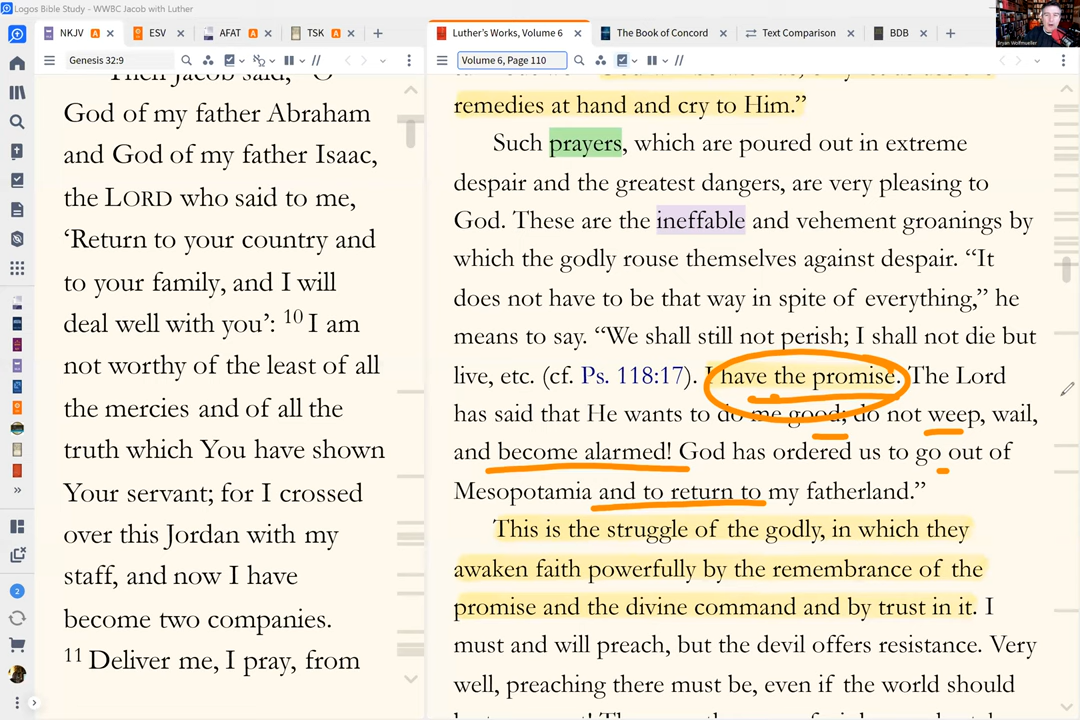 Logos Bible Study - WWBC Jacob with Luther
NKJV A
ESV
AFAT A
TSK A
Luther's Works, Volume 6
The Book of Concord
Text Comparison
BDB
Genesis 32:9
Volume 6, Page 110
Bryan Wolfmueller
Then Jacob said, "O
God of my father Abraham
and God of my father Isaac,
the LORD who said to me,
'Return to your country and
to your family, and I will
deal well with you': 10 I am
not worthy of the least of all
the mercies and of all the
truth which You have shown
Your servant; for I crossed
over this Jordan with my
staff, and now I have
become two companies.
11 Deliver me, I pray, from
remedies at hand and cry to Him."
Such prayers, which are poured out in extreme
despair and the greatest dangers, are very pleasing to
God. These are the ineffable and vehement groanings by
which the godly rouse themselves against despair. "It
does not have to be that way in spite of everything," he
means to say. "We shall still not perish; I shall not die but
live, etc. (cf. Ps. 118:17). I have the promise. The Lord
has said that He wants to do me good; do not weep, wail,
and become alarmed! God has ordered us to go out of
Mesopotamia and to return to my fatherland."
This is the struggle of the godly, in which they
awaken faith powerfully by the remembrance of the
promise and the divine command and by trust in it. I
must and will preach, but the devil offers resistance. Very
well, preaching there must be, even if the world should
2